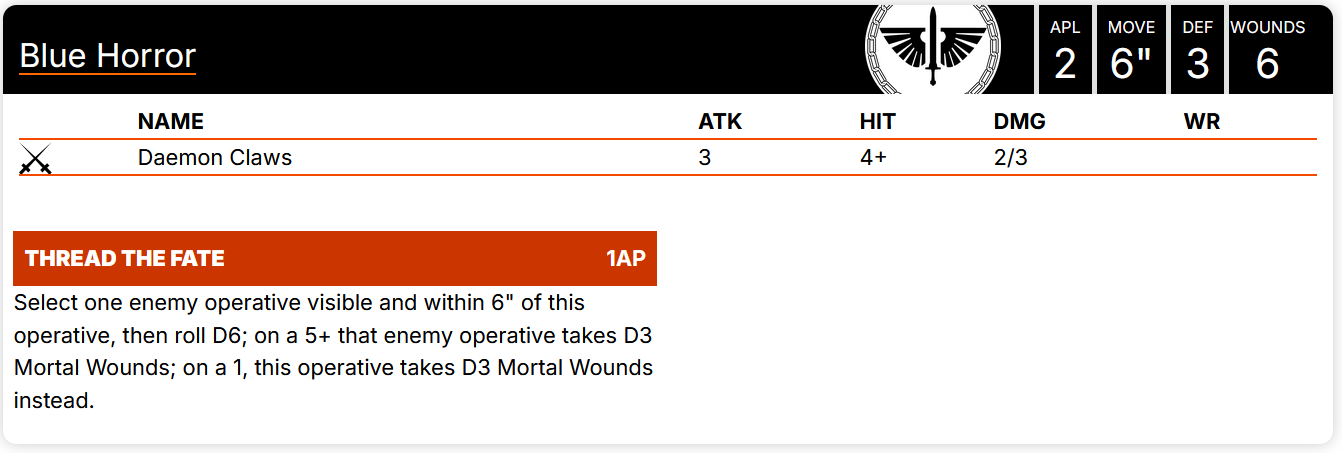 Blue Horror
APL MOVE DEF WOUNDS
2 6" 3 6
NAME ATK HIT DMG WR
Daemon Claws 3 4+ 2/3
THREAD THE FATE 1AP
Select one enemy operative visible and within 6" of this
operative, then roll D6; on a 5+ that enemy operative takes D3
Mortal Wounds; on a 1, this operative takes D3 Mortal Wounds
instead.